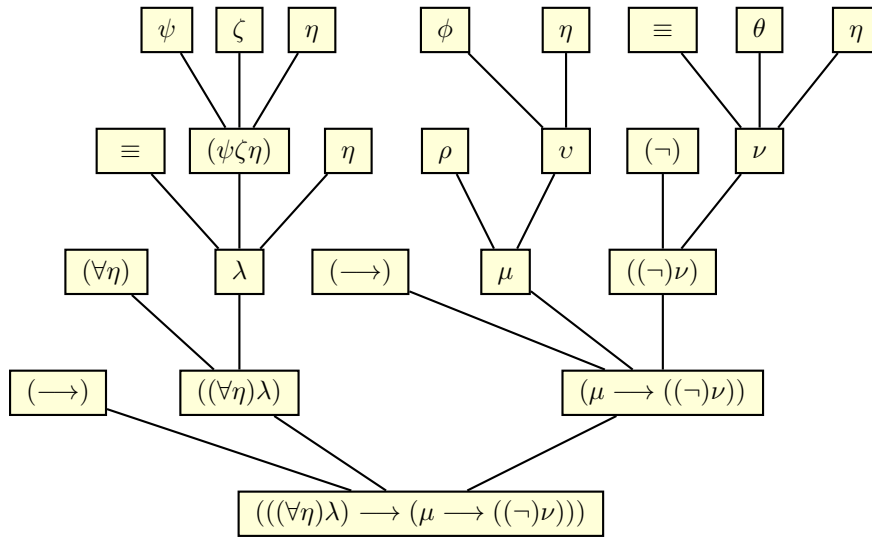 ψ ζ η ϕ η ≡ θ η
≡ (ψζη) η ρ υ (¬) ν
(∀η) λ (⟶) μ ((¬)ν)
(⟶) ((∀η)λ) (μ ⟶ ((¬)ν))
(((∀η)λ) ⟶ (μ ⟶ ((¬)ν)))